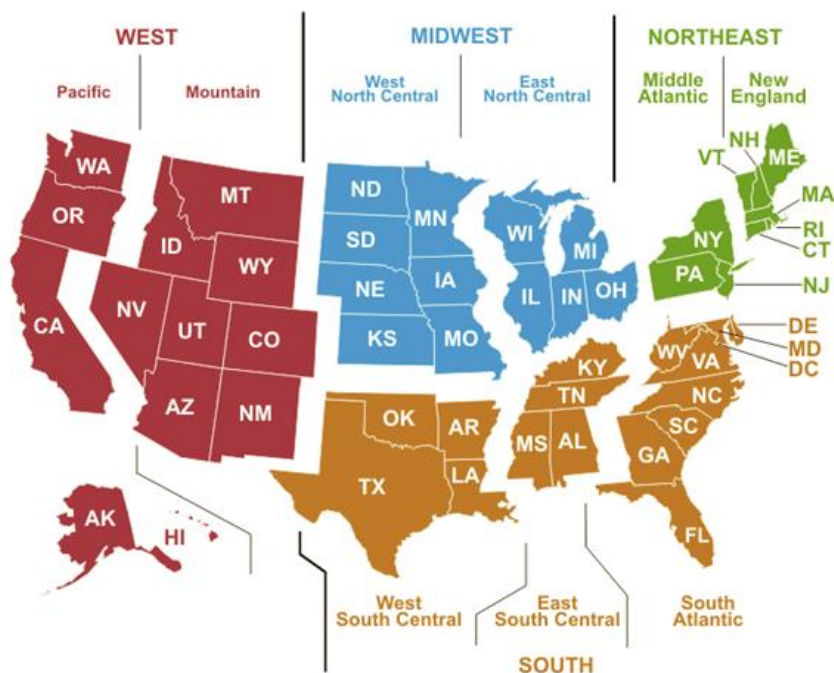 WEST
MIDWEST
NORTHEAST
Pacific
Mountain
West
North Central
East
North Central
Middle
Atlantic
New
England
WA
OR
CA
NV
ID
MT
WY
UT
CO
AZ
NM
AK
HI
ND
SD
NE
KS
MN
IA
MO
WI
MI
IL
IN
OH
NH
VT
ME
MA
RI
CT
NY
PA
NJ
OK
TX
AR
LA
KY
TN
MS
AL
DE
MD
DC
WV
VA
NC
SC
GA
FL
West
South Central
East
South Central
South
Atlantic
SOUTH